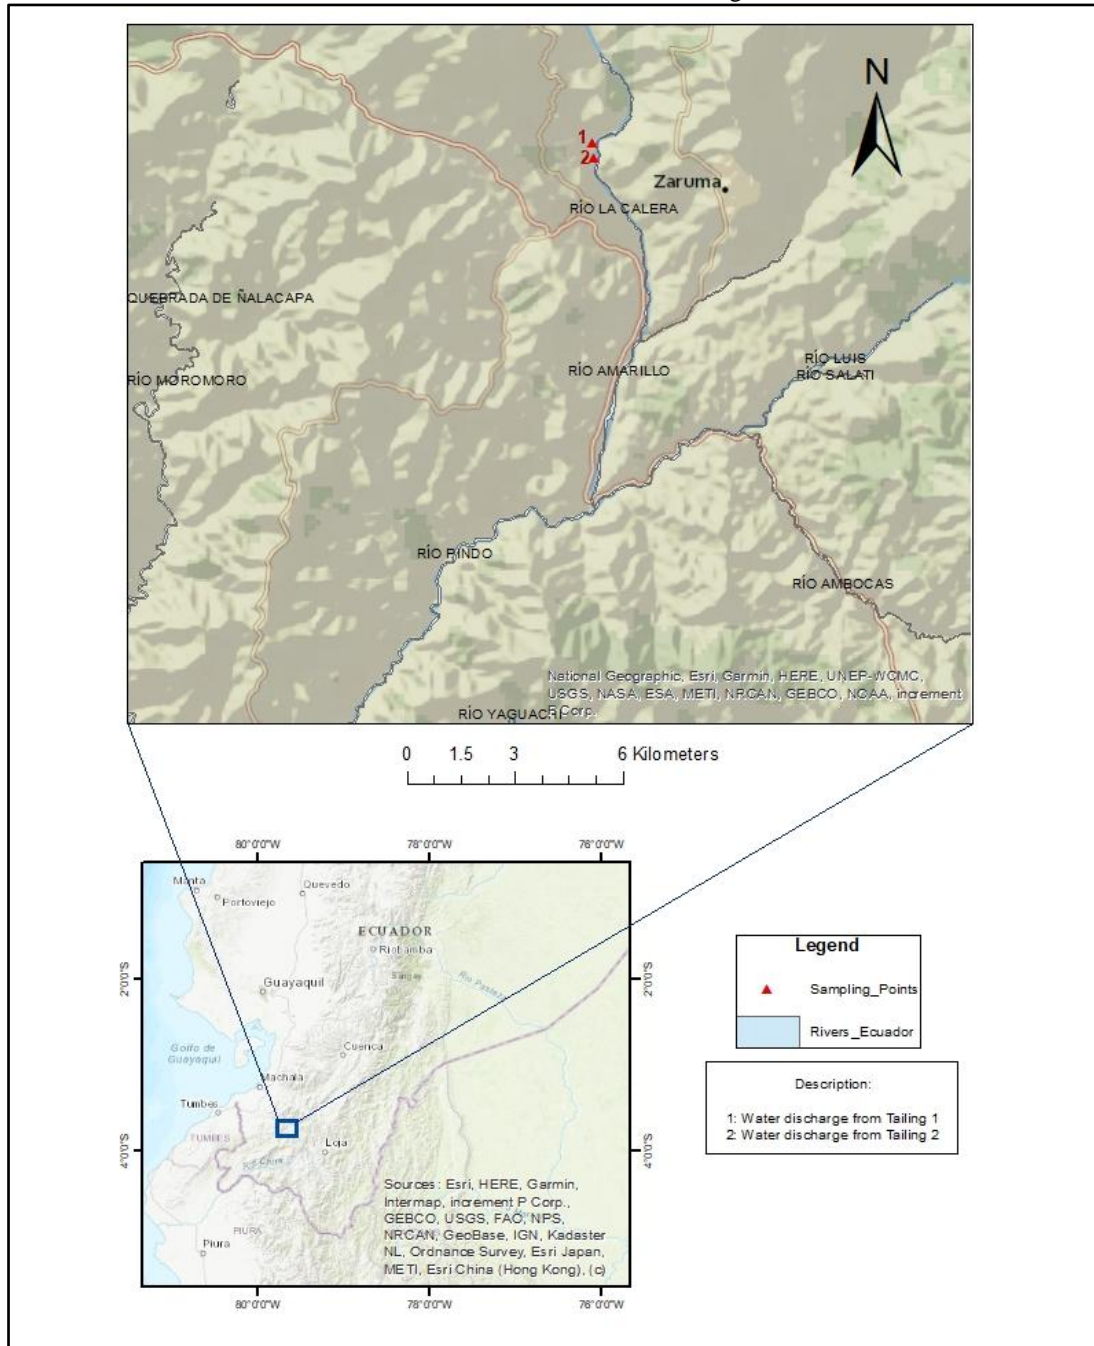 N
1
2
Zaruma
RÍO LA CALERA
QUEBRADA DE ÑALACAPA
RÍO LUIS
RÍO AMARILLO
RÍO SALATI
RÍO MOROMORO
RÍO PINDO
RÍO AMBOCAS
National Geographic, Esri, Garmin, HERE, UNEP-WCMC,
USGS, NASA, ESA, METI, NRCAN, GEBCO, NOAA, increment
P Corp.
RÍO YAGUACHI
0 1.5 3 6 Kilometers
80°0'0"W 78°0'0"W 76°0'0"W
Manta
Quevedo
Portoviejo
ECUADOR
Riobamba
Sangay
Río Pastaza
2°0'0"S 2°0'0"S
Guayaquil
Golfo de
Guayaquil
Cuenca
Machala
Tumbes
TUMBES
Loja
4°0'0"S 4°0'0"S
PIURA
Piura
Sources: Esri, HERE, Garmin,
Intermap, increment P Corp.,
GEBCO, USGS, FAO, NPS,
NRCAN, GeoBase, IGN, Kadaster
NL, Ordnance Survey, Esri Japan,
METI, Esri China (Hong Kong), (c)
80°0'0"W 78°0'0"W 76°0'0"W
Legend
Sampling_Points
Rivers_Ecuador
Description:
1: Water discharge from Tailing 1
2: Water discharge from Tailing 2